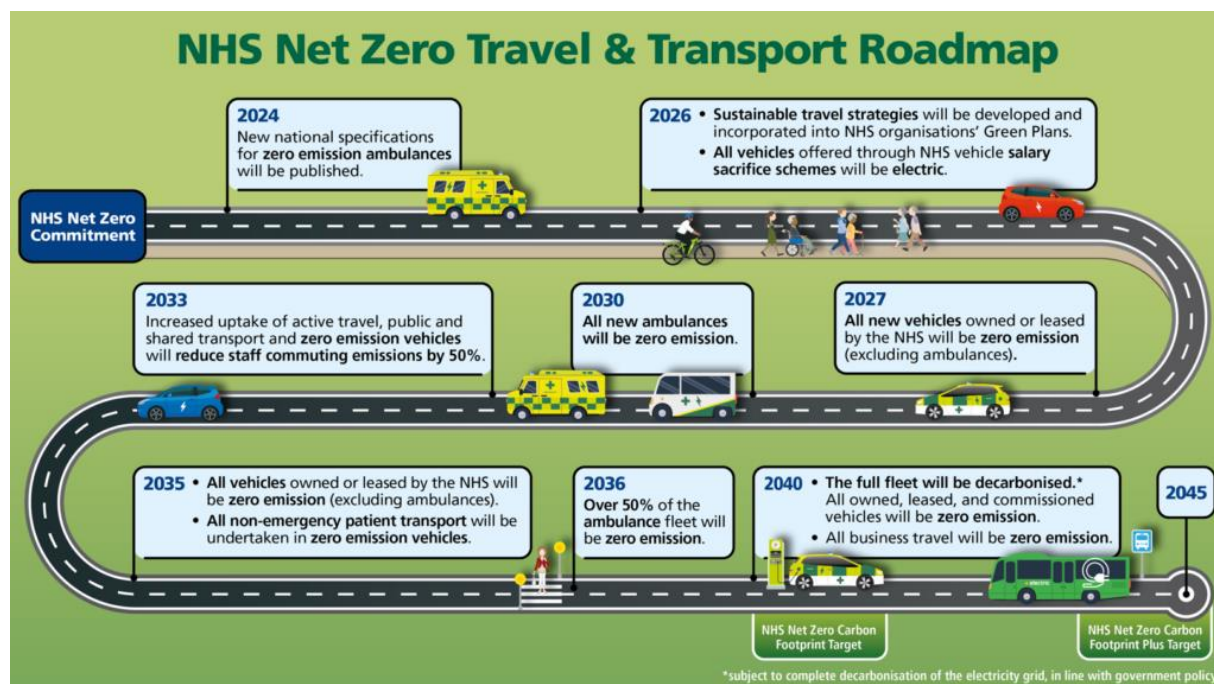 NHS Net Zero Travel & Transport Roadmap
2024
New national specifications
for zero emission ambulances
will be published.
2026 • Sustainable travel strategies will be developed and
incorporated into NHS organisations' Green Plans.
• All vehicles offered through NHS vehicle salary
sacrifice schemes will be electric.
NHS Net Zero
Commitment
2027
All new vehicles owned or leased
by the NHS will be zero emission
(excluding ambulances).
2030
All new ambulances
will be zero emission.
2033
Increased uptake of active travel, public and
shared transport and zero emission vehicles
will reduce staff commuting emissions by 50%.
2035 • All vehicles owned or leased by the NHS will
be zero emission (excluding ambulances).
• All non-emergency patient transport will be
undertaken in zero emission vehicles.
2036
Over 50% of the
ambulance fleet will
be zero emission.
2040 • The full fleet will be decarbonised.*
All owned, leased, and commissioned
vehicles will be zero emission.
• All business travel will be zero emission.
2045
NHS Net Zero Carbon
Footprint Target
NHS Net Zero Carbon
Footprint Plus Target
*subject to complete decarbonisation of the electricity grid, in line with government policy